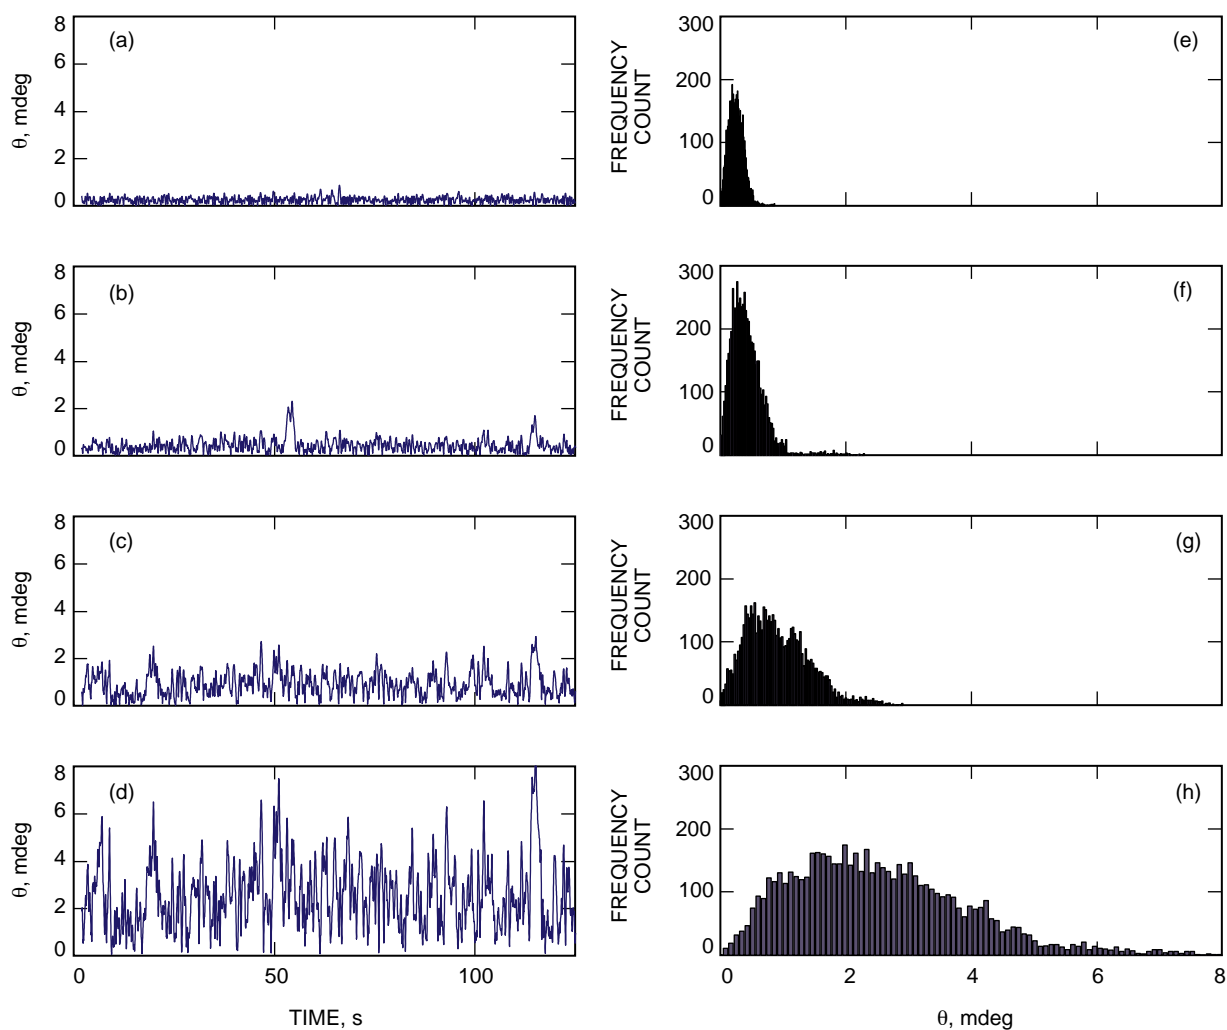 8
(a)
6
θ, mdeg
4
2
0
300
(e)
FREQUENCY
COUNT
200
100
0
8
(b)
6
θ, mdeg
4
2
0
300
(f)
FREQUENCY
COUNT
200
100
0
8
(c)
6
θ, mdeg
4
2
0
300
(g)
FREQUENCY
COUNT
200
100
0
8
(d)
6
θ, mdeg
4
2
0
0 50 100
TIME, s
300
(h)
FREQUENCY
COUNT
200
100
0
0 2 4 6 8
θ, mdeg